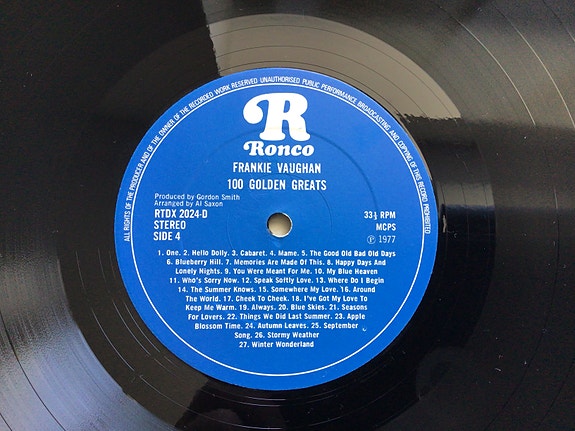 ALL RIGHTS OF THE PRODUCER AND OF THE OWNER OF THE RECORDED WORK RESERVED UNAUTHORISED PUBLIC PERFORMANCE BROADCASTING AND COPYING OF THIS RECORD PROHIBITED
R
Ronco
FRANKIE VAUGHAN
100 GOLDEN GREATS
Produced by Gordon Smith
Arranged by Al Saxon
RTDX 2024-D 33⅓ RPM
STEREO MCPS
SIDE 4 Ⓟ 1977
1. One. 2. Hello Dolly. 3. Cabaret. 4. Mame. 5. The Good Old Bad Old Days
6. Blueberry Hill. 7. Memories Are Made Of This. 8. Happy Days And
Lonely Nights. 9. You Were Meant For Me. 10. My Blue Heaven
11. Who's Sorry Now. 12. Speak Softly Love. 13. Where Do I Begin
14. The Summer Knows. 15. Somewhere My Love. 16. Around
The World. 17. Cheek To Cheek. 18. I've Got My Love To
Keep Me Warm. 19. Always. 20. Blue Skies. 21. Seasons
For Lovers. 22. Things We Did Last Summer. 23. Apple
Blossom Time. 24. Autumn Leaves. 25. September
Song. 26. Stormy Weather
27. Winter Wonderland